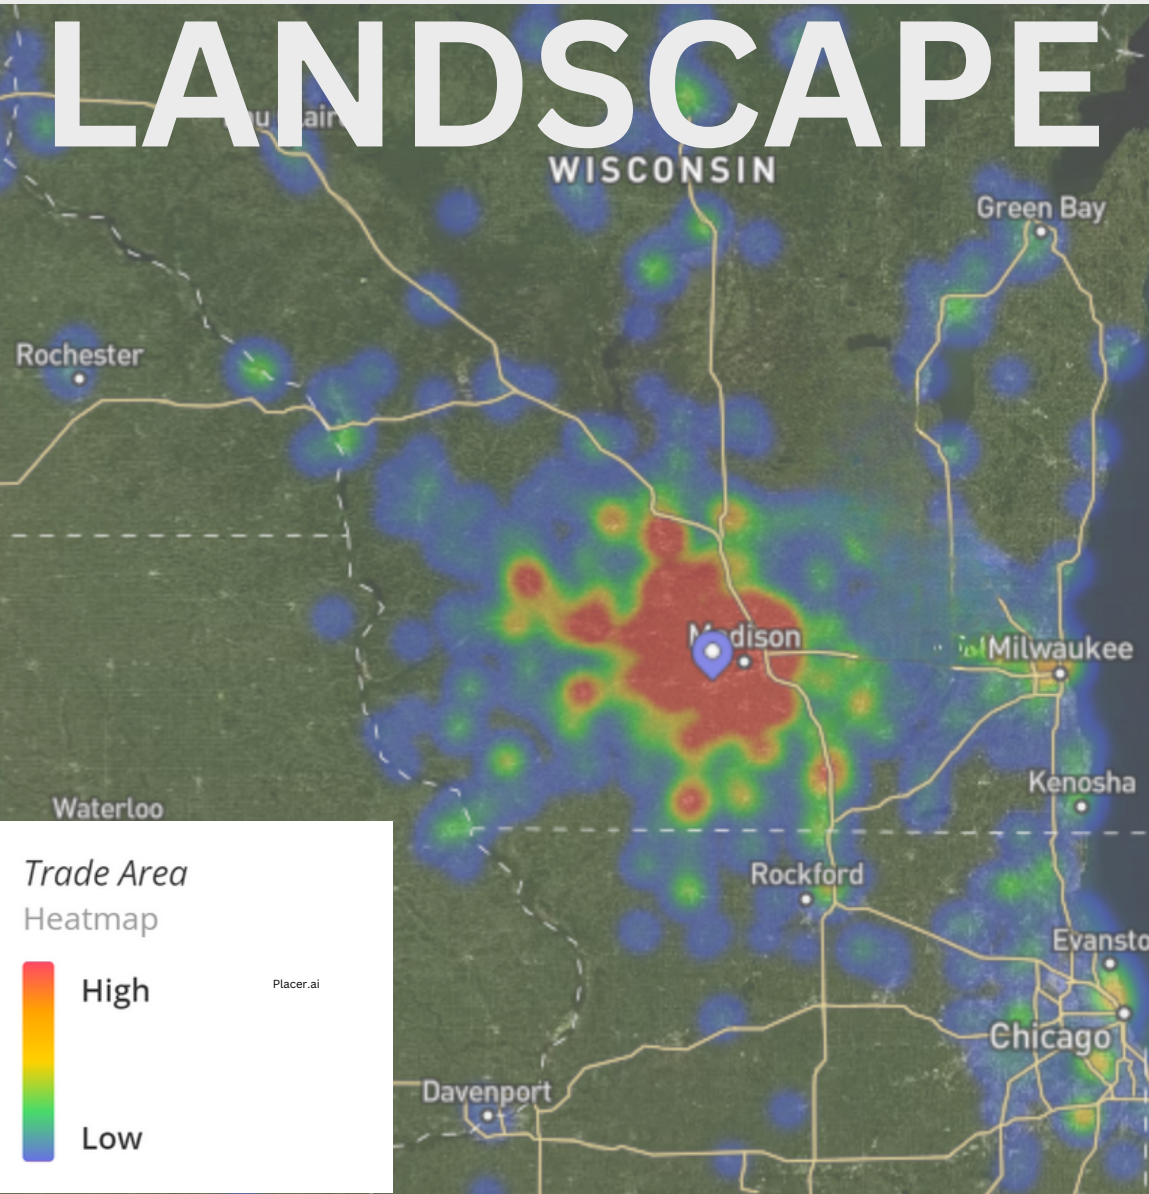 LANDSCAPE
WISCONSIN
Green Bay
Rochester
Madison
Milwaukee
Kenosha
Waterloo
Rockford
Evansto
Chicago
Davenport
Trade Area
Heatmap
High
Placer.ai
Low